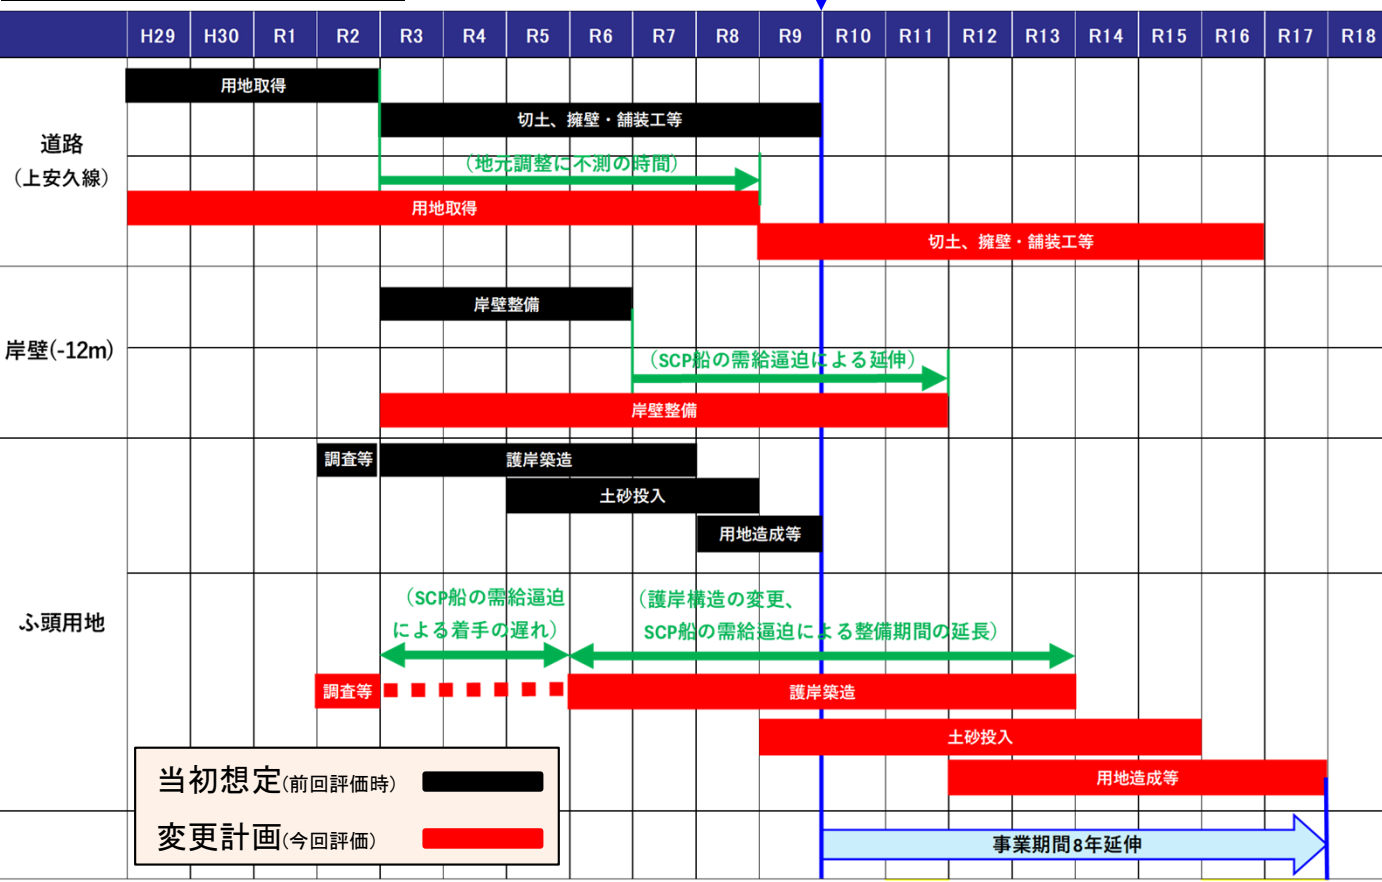 H29 H30 R1 R2 R3 R4 R5 R6 R7 R8 R9 R10 R11 R12 R13 R14 R15 R16 R17 R18
道路
(上安久線)
用地取得
切土、擁壁・舗装工等
(地元調整に不測の時間)
用地取得
切土、擁壁・舗装工等
岸壁(-12m)
岸壁整備
(SCP船の需給逼迫による延伸)
岸壁整備
ふ頭用地
調査等 護岸築造
土砂投入
用地造成等
(SCP船の需給逼迫
による着手の遅れ)
(護岸構造の変更、
SCP船の需給逼迫による整備期間の延長)
調査等 護岸築造
土砂投入
用地造成等
当初想定(前回評価時)
変更計画(今回評価)
事業期間8年延伸